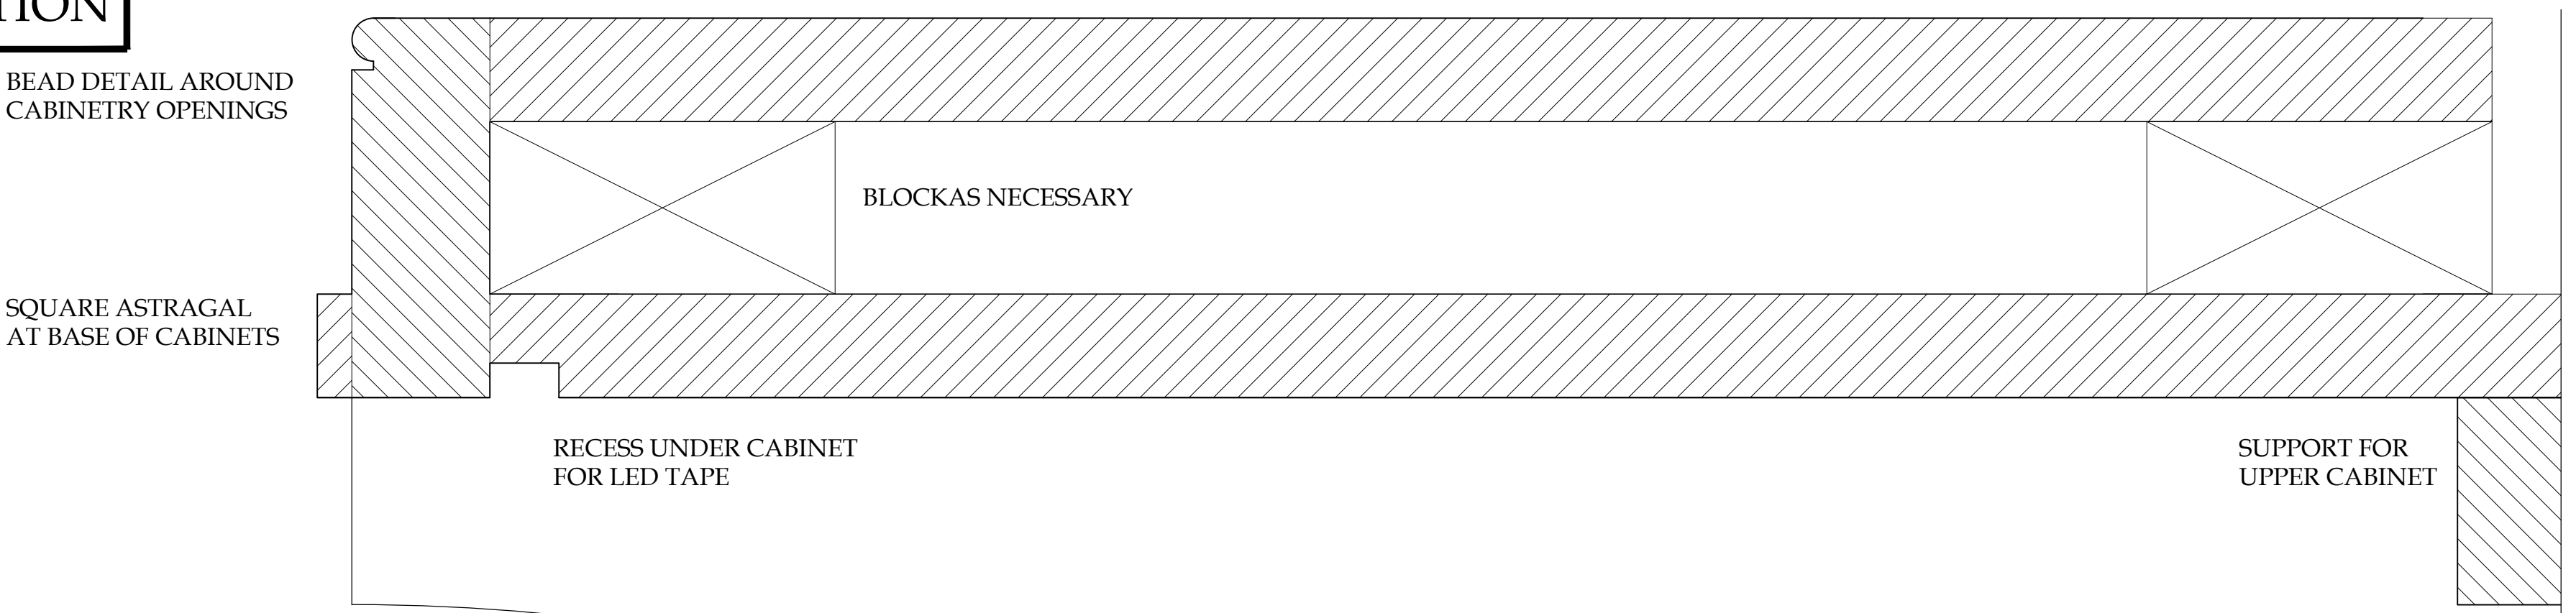 TION
BEAD DETAIL AROUND
CABINETRY OPENINGS
BLOCKAS NECESSARY
SQUARE ASTRAGAL
AT BASE OF CABINETS
RECESS UNDER CABINET
FOR LED TAPE
SUPPORT FOR
UPPER CABINET